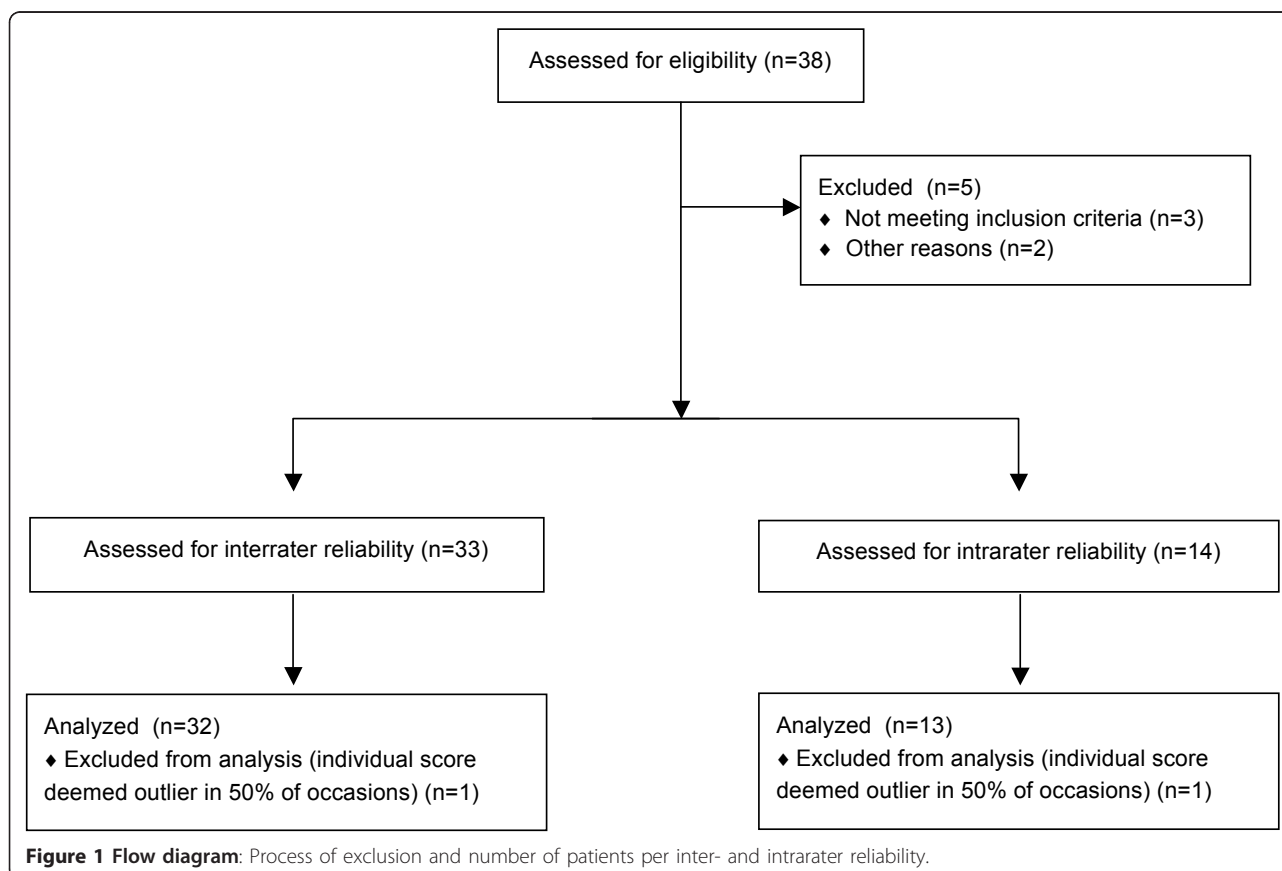 Assessed for eligibility (n=38)
Excluded (n=5)
♦ Not meeting inclusion criteria (n=3)
♦ Other reasons (n=2)
Assessed for interrater reliability (n=33)
Assessed for intrarater reliability (n=14)
Analyzed (n=32)
♦ Excluded from analysis (individual score
deemed outlier in 50% of occasions) (n=1)
Analyzed (n=13)
♦ Excluded from analysis (individual score
deemed outlier in 50% of occasions) (n=1)
Figure 1 Flow diagram: Process of exclusion and number of patients per inter- and intrarater reliability.